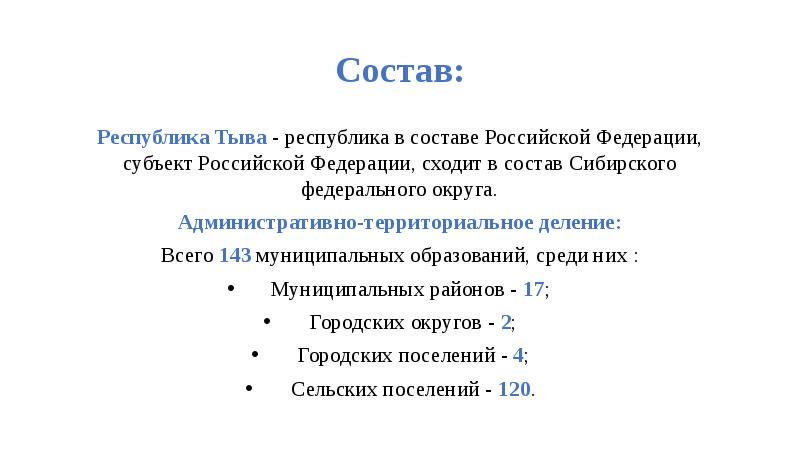 Состав:
Республика Тыва - республика в составе Российской Федерации,
субъект Российской Федерации, сходит в состав Сибирского
федерального округа.
Административно-территориальное деление:
Всего 143 муниципальных образований, среди них :
• Муниципальных районов - 17;
• Городских округов - 2;
• Городских поселений - 4;
• Сельских поселений - 120.